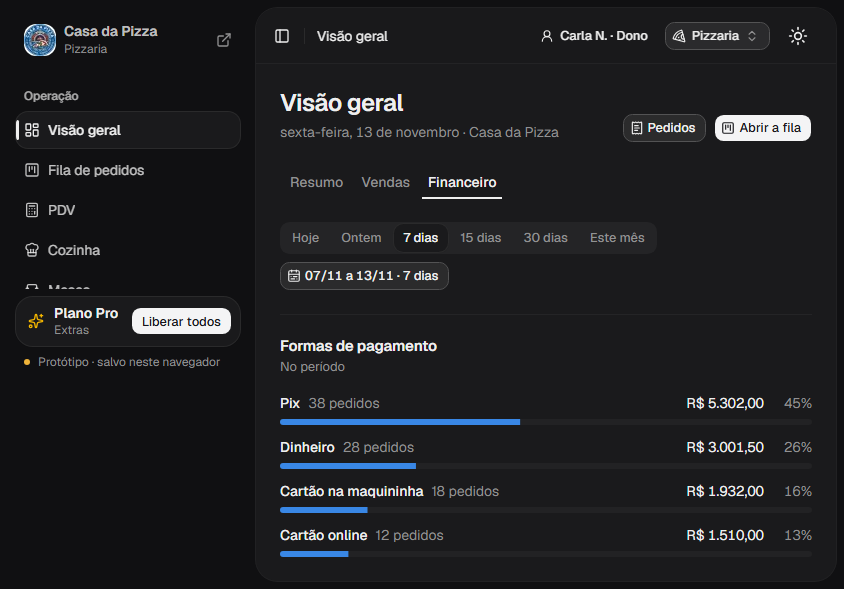 Casa da Pizza
Pizzaria
Operação
Visão geral
Fila de pedidos
PDV
Cozinha
Mesas
Plano Pro
Extras
Liberar todos
Protótipo · salvo neste navegador
Visão geral
Carla N. · Dono
Pizzaria
Visão geral
sexta-feira, 13 de novembro · Casa da Pizza
Pedidos
Abrir a fila
Resumo Vendas Financeiro
Hoje Ontem 7 dias 15 dias 30 dias Este mês
07/11 a 13/11 · 7 dias
Formas de pagamento
No período
Pix 38 pedidos R$ 5.302,00 45%
Dinheiro 28 pedidos R$ 3.001,50 26%
Cartão na maquininha 18 pedidos R$ 1.932,00 16%
Cartão online 12 pedidos R$ 1.510,00 13%